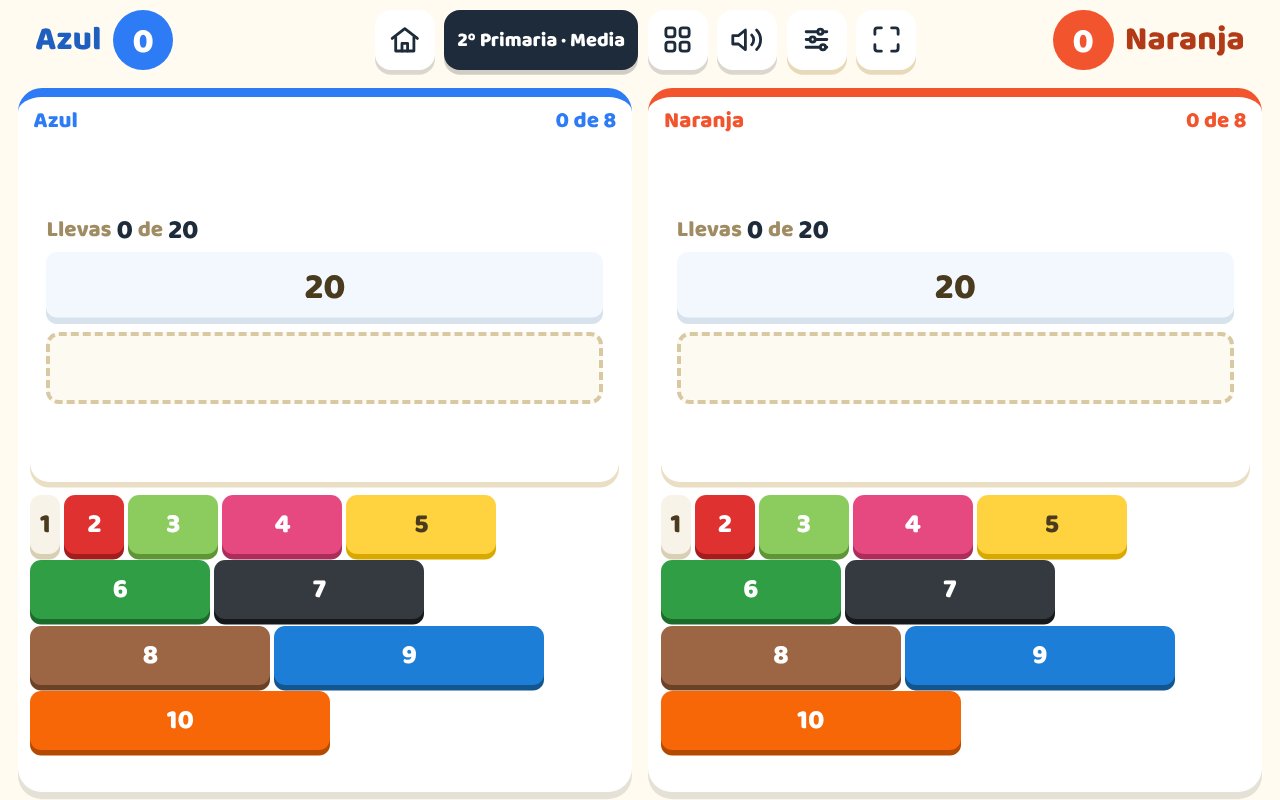 Azul 0
2º Primaria · Media
0 Naranja
Azul 0 de 8
Llevas 0 de 20
20
1 2 3 4 5
6 7
8 9
10
Naranja 0 de 8
Llevas 0 de 20
20
1 2 3 4 5
6 7
8 9
10